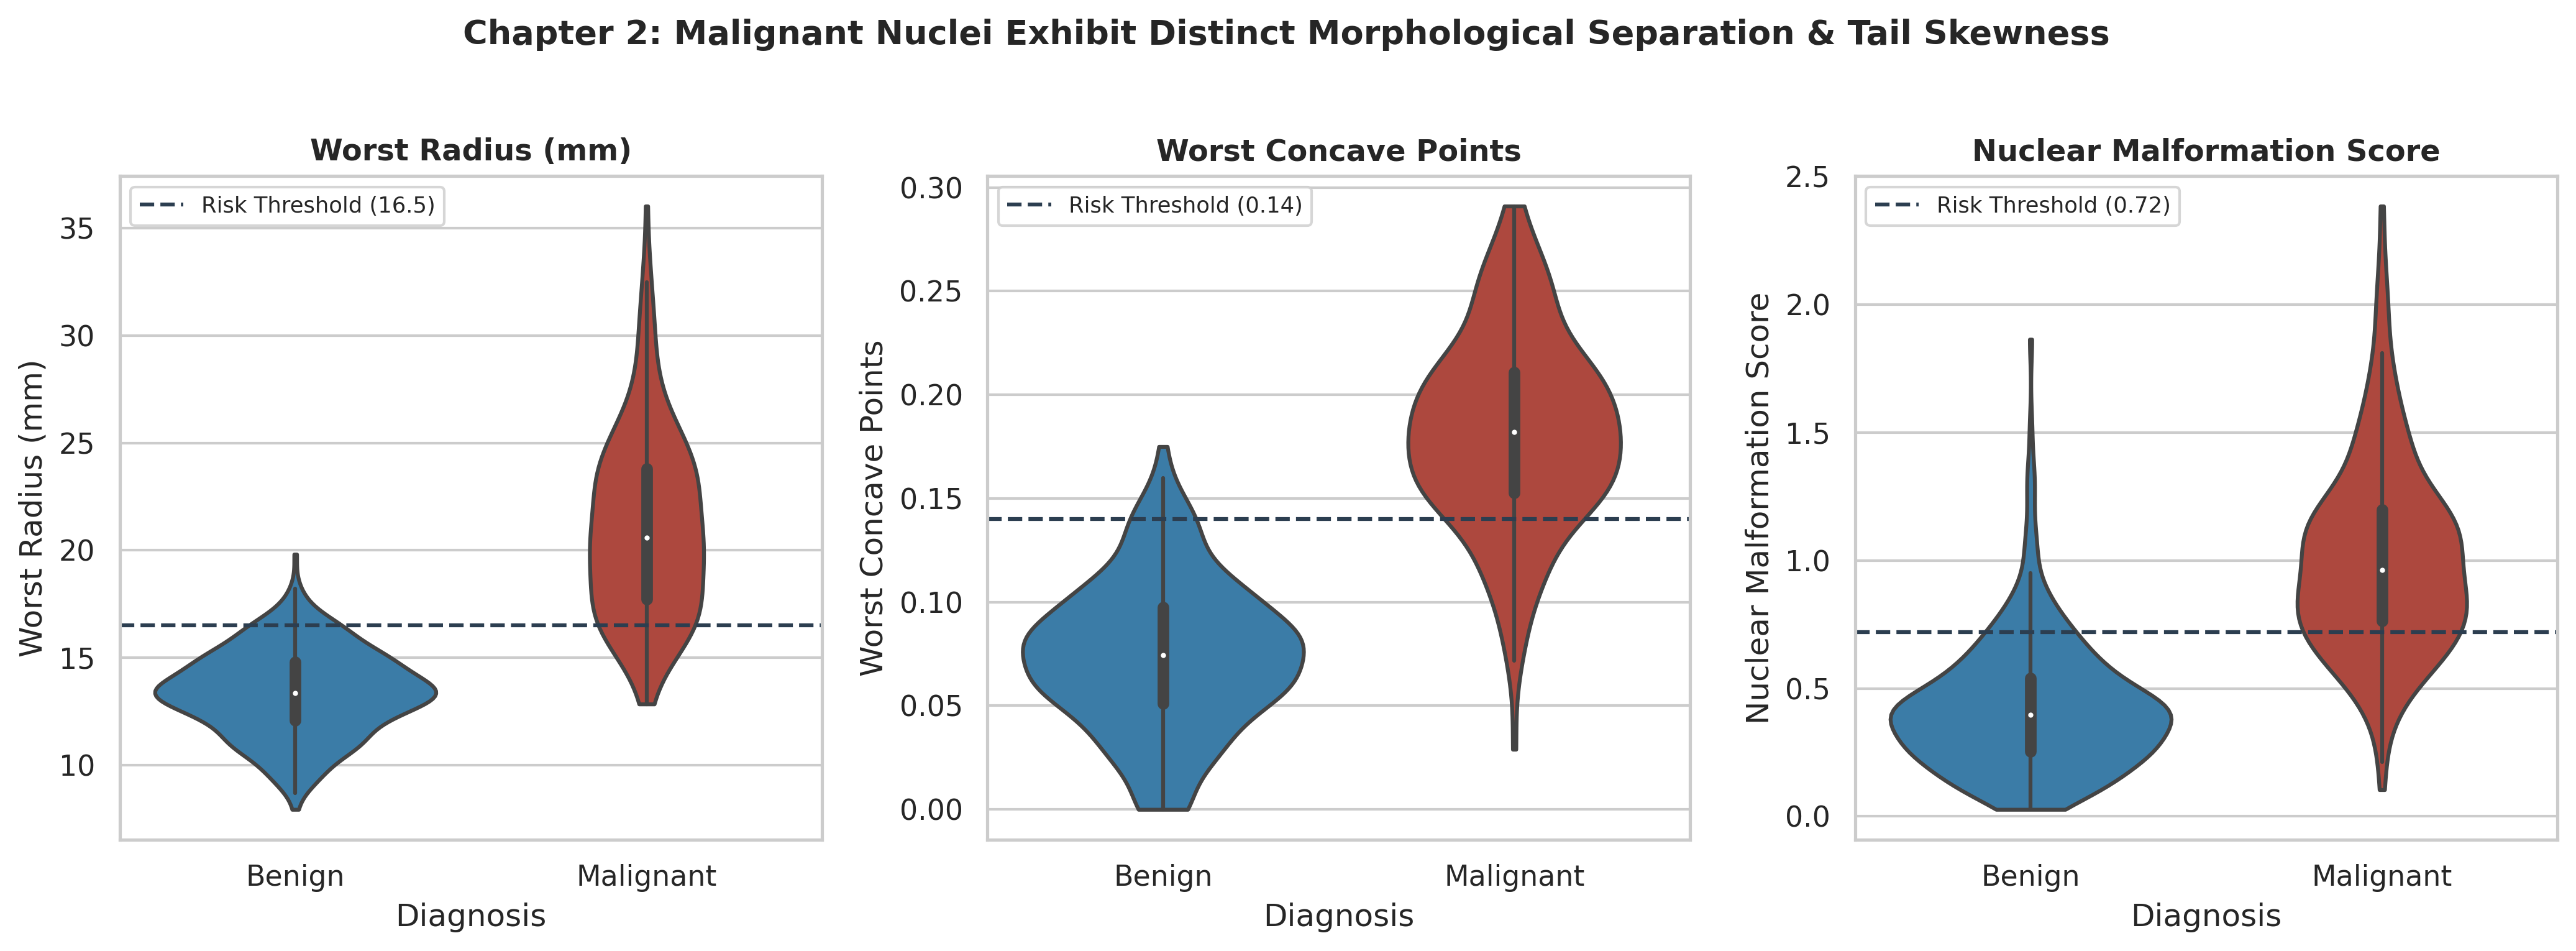 Chapter 2: Malignant Nuclei Exhibit Distinct Morphological Separation & Tail Skewness
Worst Radius (mm)
Risk Threshold (16.5)
35
30
25
20
15
10
Worst Radius (mm)
Benign
Malignant
Diagnosis
Worst Concave Points
Risk Threshold (0.14)
0.30
0.25
0.20
0.15
0.10
0.05
0.00
Worst Concave Points
Benign
Malignant
Diagnosis
Nuclear Malformation Score
Risk Threshold (0.72)
2.5
2.0
1.5
1.0
0.5
0.0
Nuclear Malformation Score
Benign
Malignant
Diagnosis